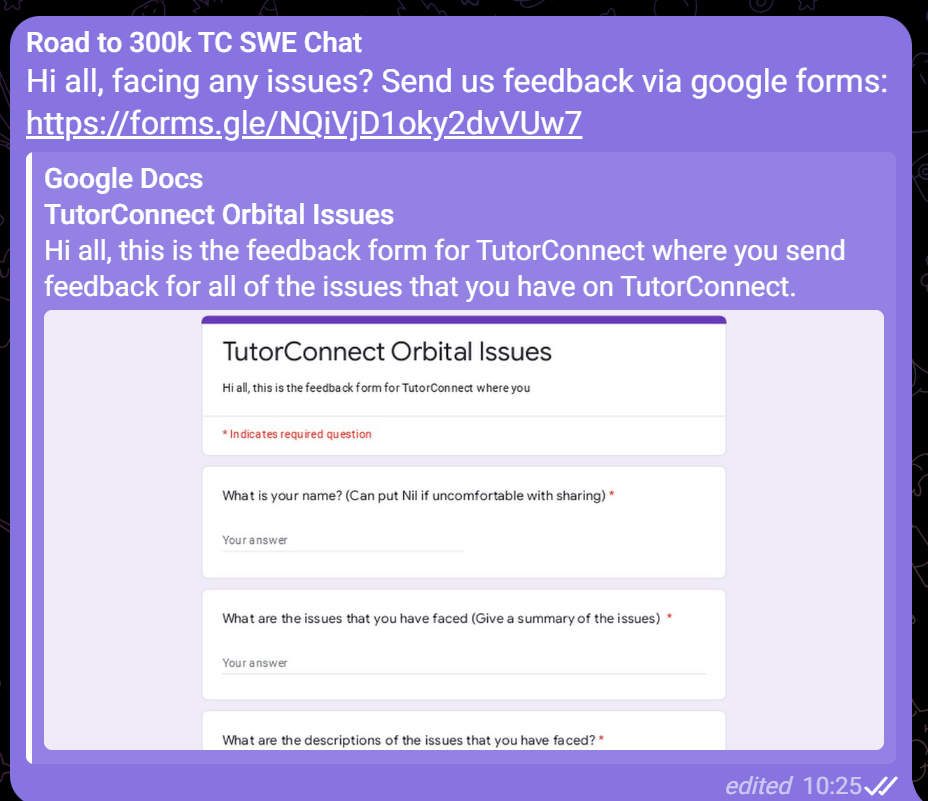 Road to 300k TC SWE Chat
Hi all, facing any issues? Send us feedback via google forms:
https://forms.gle/NQiVjD1oky2dvVUw7
Google Docs
TutorConnect Orbital Issues
Hi all, this is the feedback form for TutorConnect where you send
feedback for all of the issues that you have on TutorConnect.
TutorConnect Orbital Issues
Hi all, this is the feedback form for TutorConnect where you
* Indicates required question
What is your name? (Can put Nil if uncomfortable with sharing) *
Your answer
What are the issues that you have faced (Give a summary of the issues) *
Your answer
What are the descriptions of the issues that you have faced? *
edited 10:25